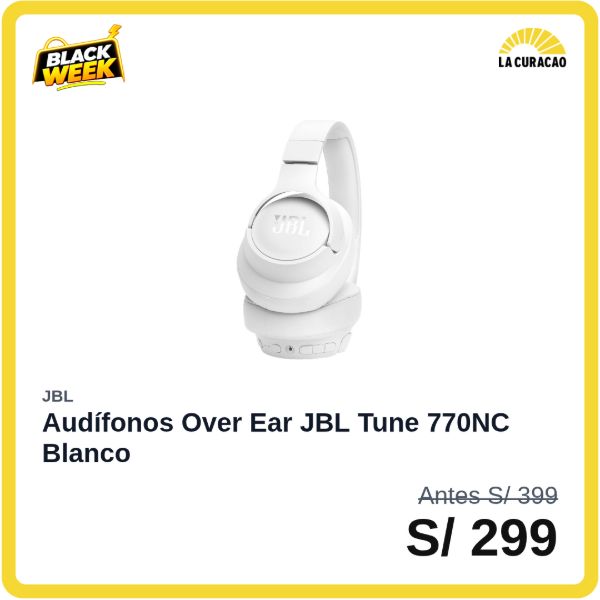 BLACK
WEEK
LA CURACAO
JBL
JBL
Audífonos Over Ear JBL Tune 770NC
Blanco
Antes S/ 399
S/ 299